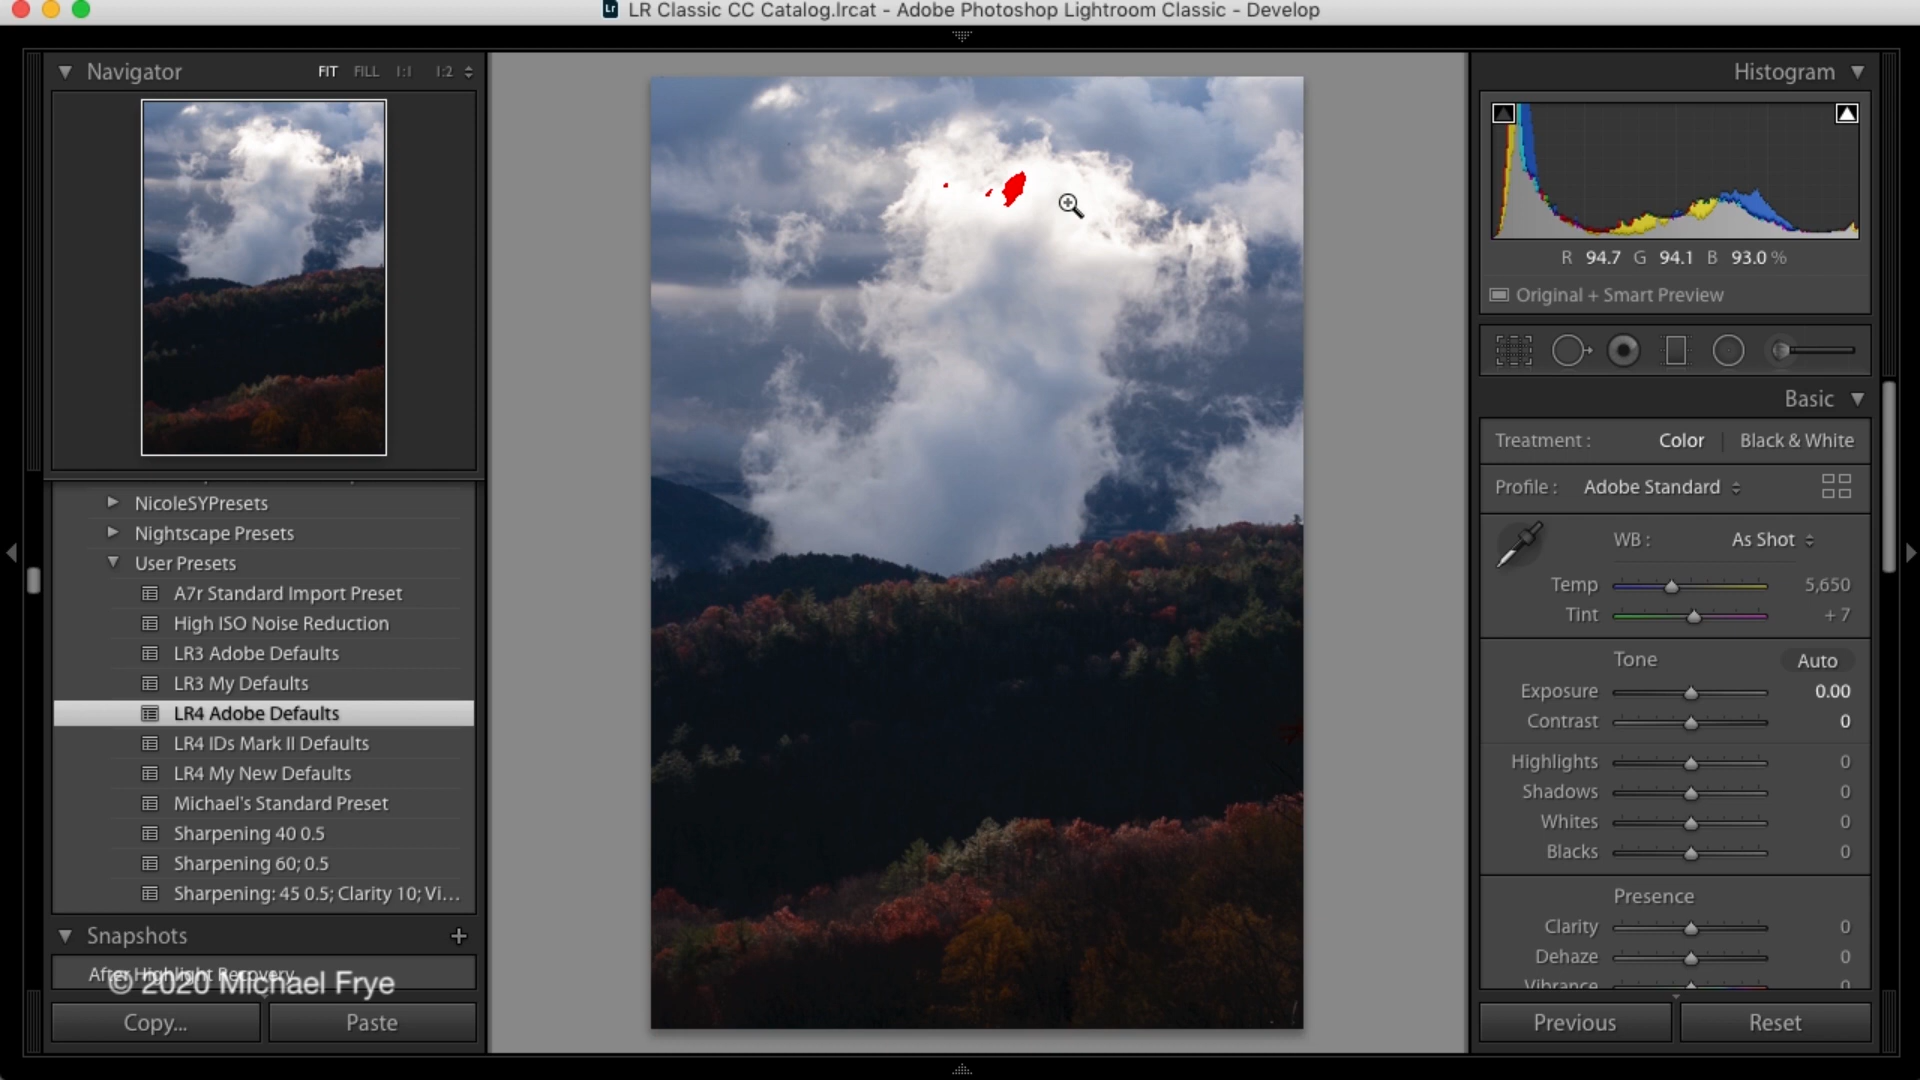 LR Classic CC Catalog.lrcat - Adobe Photoshop Lightroom Classic - Develop
Navigator FIT FILL 1:1 1:2
NicoleSYPresets
Nightscape Presets
User Presets
A7r Standard Import Preset
High ISO Noise Reduction
LR3 Adobe Defaults
LR3 My Defaults
LR4 Adobe Defaults
LR4 IDs Mark II Defaults
LR4 My New Defaults
Michael's Standard Preset
Sharpening 40 0.5
Sharpening 60; 0.5
Sharpening: 45 0.5; Clarity 10; Vi...
Snapshots +
After Highlight Recovery
© 2020 Michael Frye
Copy... Paste
Histogram
R 94.7 G 94.1 B 93.0 %
Original + Smart Preview
Basic
Treatment : Color Black & White
Profile : Adobe Standard
WB : As Shot
Temp 5,650
Tint + 7
Tone Auto
Exposure 0.00
Contrast 0
Highlights 0
Shadows 0
Whites 0
Blacks 0
Presence
Clarity 0
Dehaze 0
Vibrance 0
Previous Reset